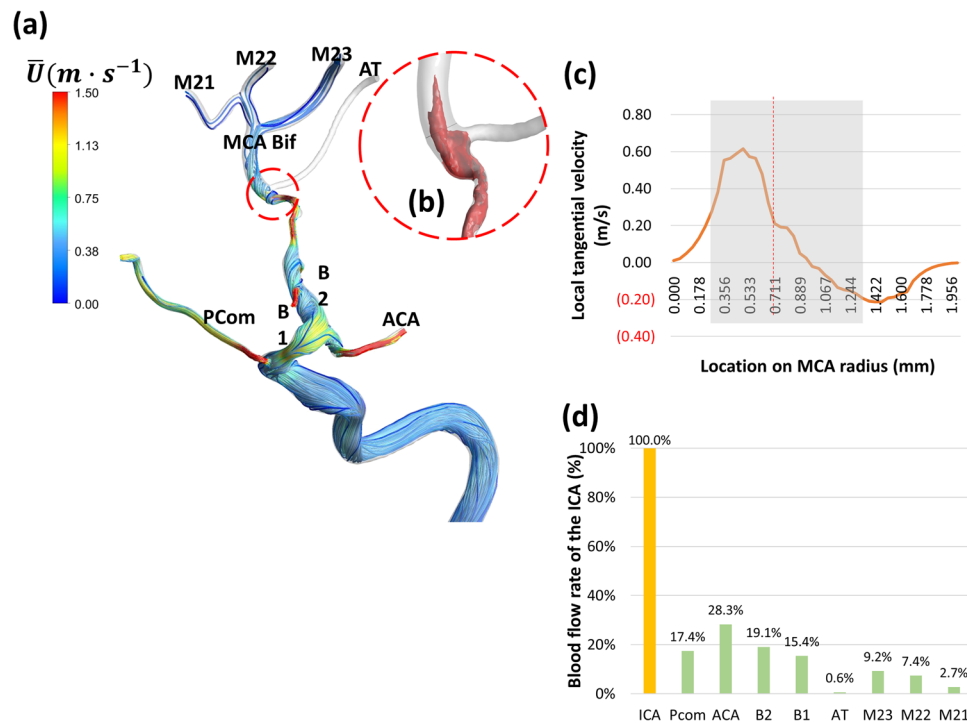 (a)
U̅(m · s⁻¹)
1.50
1.13
0.75
0.38
0.00
M21
M22
M23
AT
MCA Bif
(b)
B
2
B
1
PCom
ACA
(c)
Local tangential velocity
(m/s)
0.80
0.60
0.40
0.20
0.00
(0.20)
(0.40)
0.000
0.178
0.356
0.533
0.711
0.889
1.067
1.244
1.422
1.600
1.778
1.956
Location on MCA radius (mm)
(d)
Blood flow rate of the ICA (%)
100%
80%
60%
40%
20%
0%
100.0%
17.4%
28.3%
19.1%
15.4%
0.6%
9.2%
7.4%
2.7%
ICA Pcom ACA B2 B1 AT M23 M22 M21